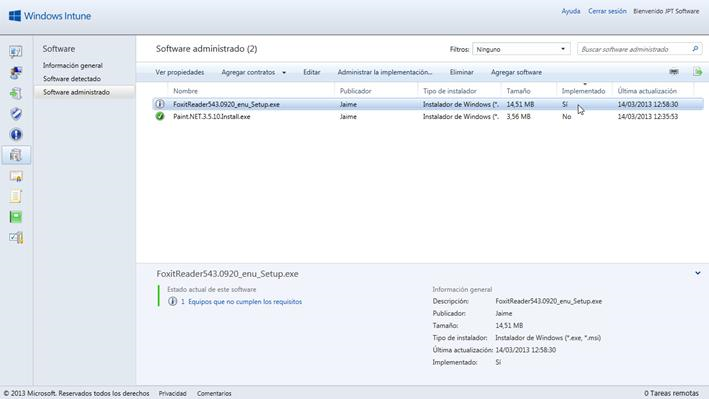 Windows Intune
Ayuda Cerrar sesión Bienvenido JPT Software
Software
Información general
Software detectado
Software administrado
Software administrado (2)
Filtros: Ninguno Buscar software administrado
Ver propiedades Agregar contratos Editar Administrar la implementación... Eliminar Agregar software
Nombre Publicador Tipo de instalador Tamaño Implementado Última actualización
FoxitReader543.0920_enu_Setup.exe Jaime Instalador de Windows (*. 14,51 MB Sí 14/03/2013 12:58:30
Paint.NET.3.5.10.Install.exe Jaime Instalador de Windows (*. 3,56 MB No 14/03/2013 12:35:53
FoxitReader543.0920_enu_Setup.exe
Estado actual de este software
1 Equipos que no cumplen los requisitos
Información general
Descripción: FoxitReader543.0920_enu_Setup.exe
Publicador: Jaime
Tamaño: 14,51 MB
Tipo de instalador: Instalador de Windows (*.exe, *.msi)
Última actualización: 14/03/2013 12:58:30
Implementado: Sí
© 2013 Microsoft. Reservados todos los derechos Privacidad Comentarios 0 Tareas remotas